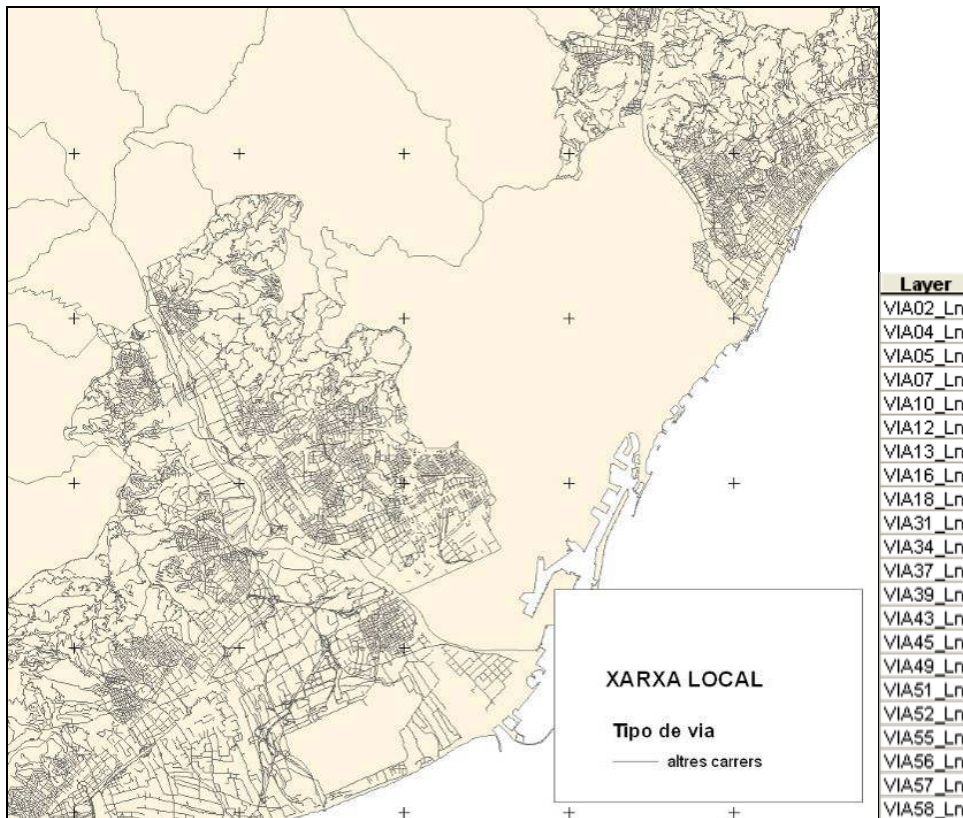 XARXA LOCAL
Tipo de via
altres carrers
Layer
VIA02_Ln
VIA04_Ln
VIA05_Ln
VIA07_Ln
VIA10_Ln
VIA12_Ln
VIA13_Ln
VIA16_Ln
VIA18_Ln
VIA31_Ln
VIA34_Ln
VIA37_Ln
VIA39_Ln
VIA43_Ln
VIA45_Ln
VIA49_Ln
VIA51_Ln
VIA52_Ln
VIA55_Ln
VIA56_Ln
VIA57_Ln
VIA58_Ln